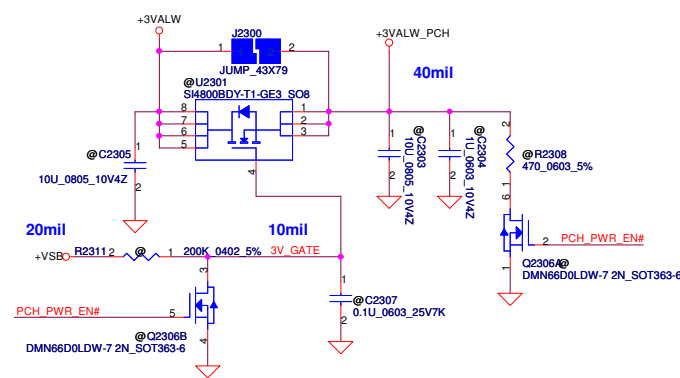 +3VALW
J2300
+3VALW_PCH
1 1 2 2
JUMP_43X79
40mil
@U2301
SI4800BDY-T1-GE3_SO8
8 1
7 2
6 3
5
4
@C2305
1
2
10U_0805_10V4Z
1
2
@C2303
10U_0805_10V4Z
1
2
@C2304
1U_0603_10V4Z
2
@R2308
470_0603_5%
1
6
2 PCH_PWR_EN#
1
Q2306A@
DMN66D0LDW-7 2N_SOT363-6
20mil
10mil
+VSB R2311 2 @ 1 200K_0402_5% 3V_GATE
3
PCH_PWR_EN# 5
4
@Q2306B
DMN66D0LDW-7 2N_SOT363-6
1
@C2307
0.1U_0603_25V7K
2